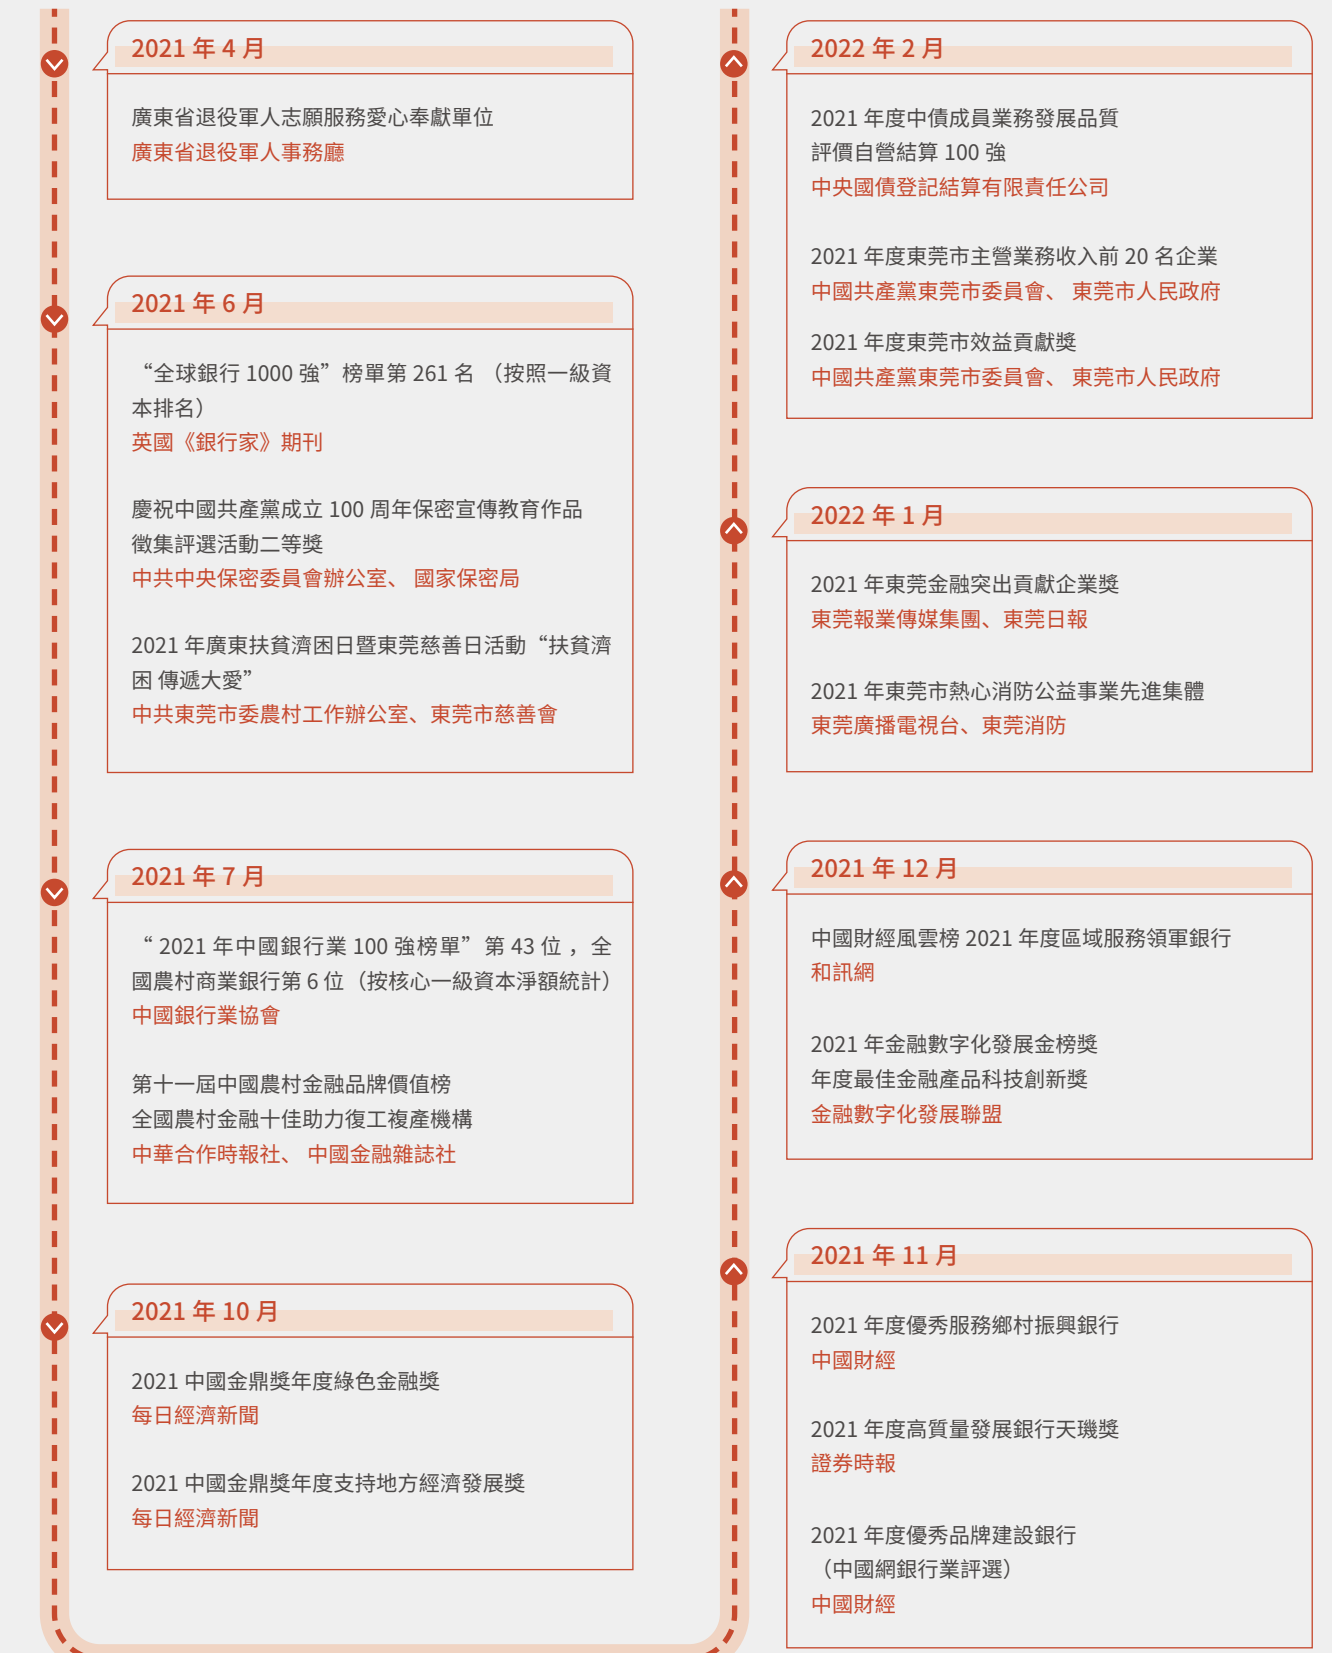 2021 年 4 月
廣東省退役軍人志願服務愛心奉獻單位
廣東省退役軍人事務廳
2021 年 6 月
“全球銀行 1000 強”榜單第 261 名 （按照一級資
本排名）
英國《銀行家》期刊
慶祝中國共產黨成立 100 周年保密宣傳教育作品
徵集評選活動二等獎
中共中央保密委員會辦公室、 國家保密局
2021 年廣東扶貧濟困日暨東莞慈善日活動“扶貧濟
困 傳遞大愛”
中共東莞市委農村工作辦公室、東莞市慈善會
2021 年 7 月
“ 2021 年中國銀行業 100 強榜單”第 43 位 ，全
國農村商業銀行第 6 位（按核心一級資本淨額統計）
中國銀行業協會
第十一屆中國農村金融品牌價值榜
全國農村金融十佳助力復工複產機構
中華合作時報社、 中國金融雜誌社
2021 年 10 月
2021 中國金鼎獎年度綠色金融獎
每日經濟新聞
2021 中國金鼎獎年度支持地方經濟發展獎
每日經濟新聞
2022 年 2 月
2021 年度中債成員業務發展品質
評價自營結算 100 強
中央國債登記結算有限責任公司
2021 年度東莞市主營業務收入前 20 名企業
中國共產黨東莞市委員會、 東莞市人民政府
2021 年度東莞市效益貢獻獎
中國共產黨東莞市委員會、 東莞市人民政府
2022 年 1 月
2021 年東莞金融突出貢獻企業獎
東莞報業傳媒集團、東莞日報
2021 年東莞市熱心消防公益事業先進集體
東莞廣播電視台、東莞消防
2021 年 12 月
中國財經風雲榜 2021 年度區域服務領軍銀行
和訊網
2021 年金融數字化發展金榜獎
年度最佳金融產品科技創新獎
金融數字化發展聯盟
2021 年 11 月
2021 年度優秀服務鄉村振興銀行
中國財經
2021 年度高質量發展銀行天璣獎
證券時報
2021 年度優秀品牌建設銀行
（中國網銀行業評選）
中國財經